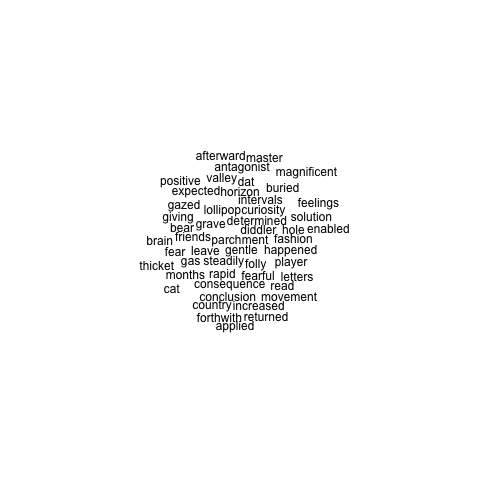 afterward master
antagonist
magnificent
positive valley dat
expected horizon buried
intervals feelings
gazed lollipop curiosity
giving determined solution
bear grave diddler hole enabled
brain friends parchment fashion
fear leave gentle happened
thicket gas steadily folly player
months rapid fearful letters
cat consequence read
conclusion movement
country increased
forthwith returned
applied